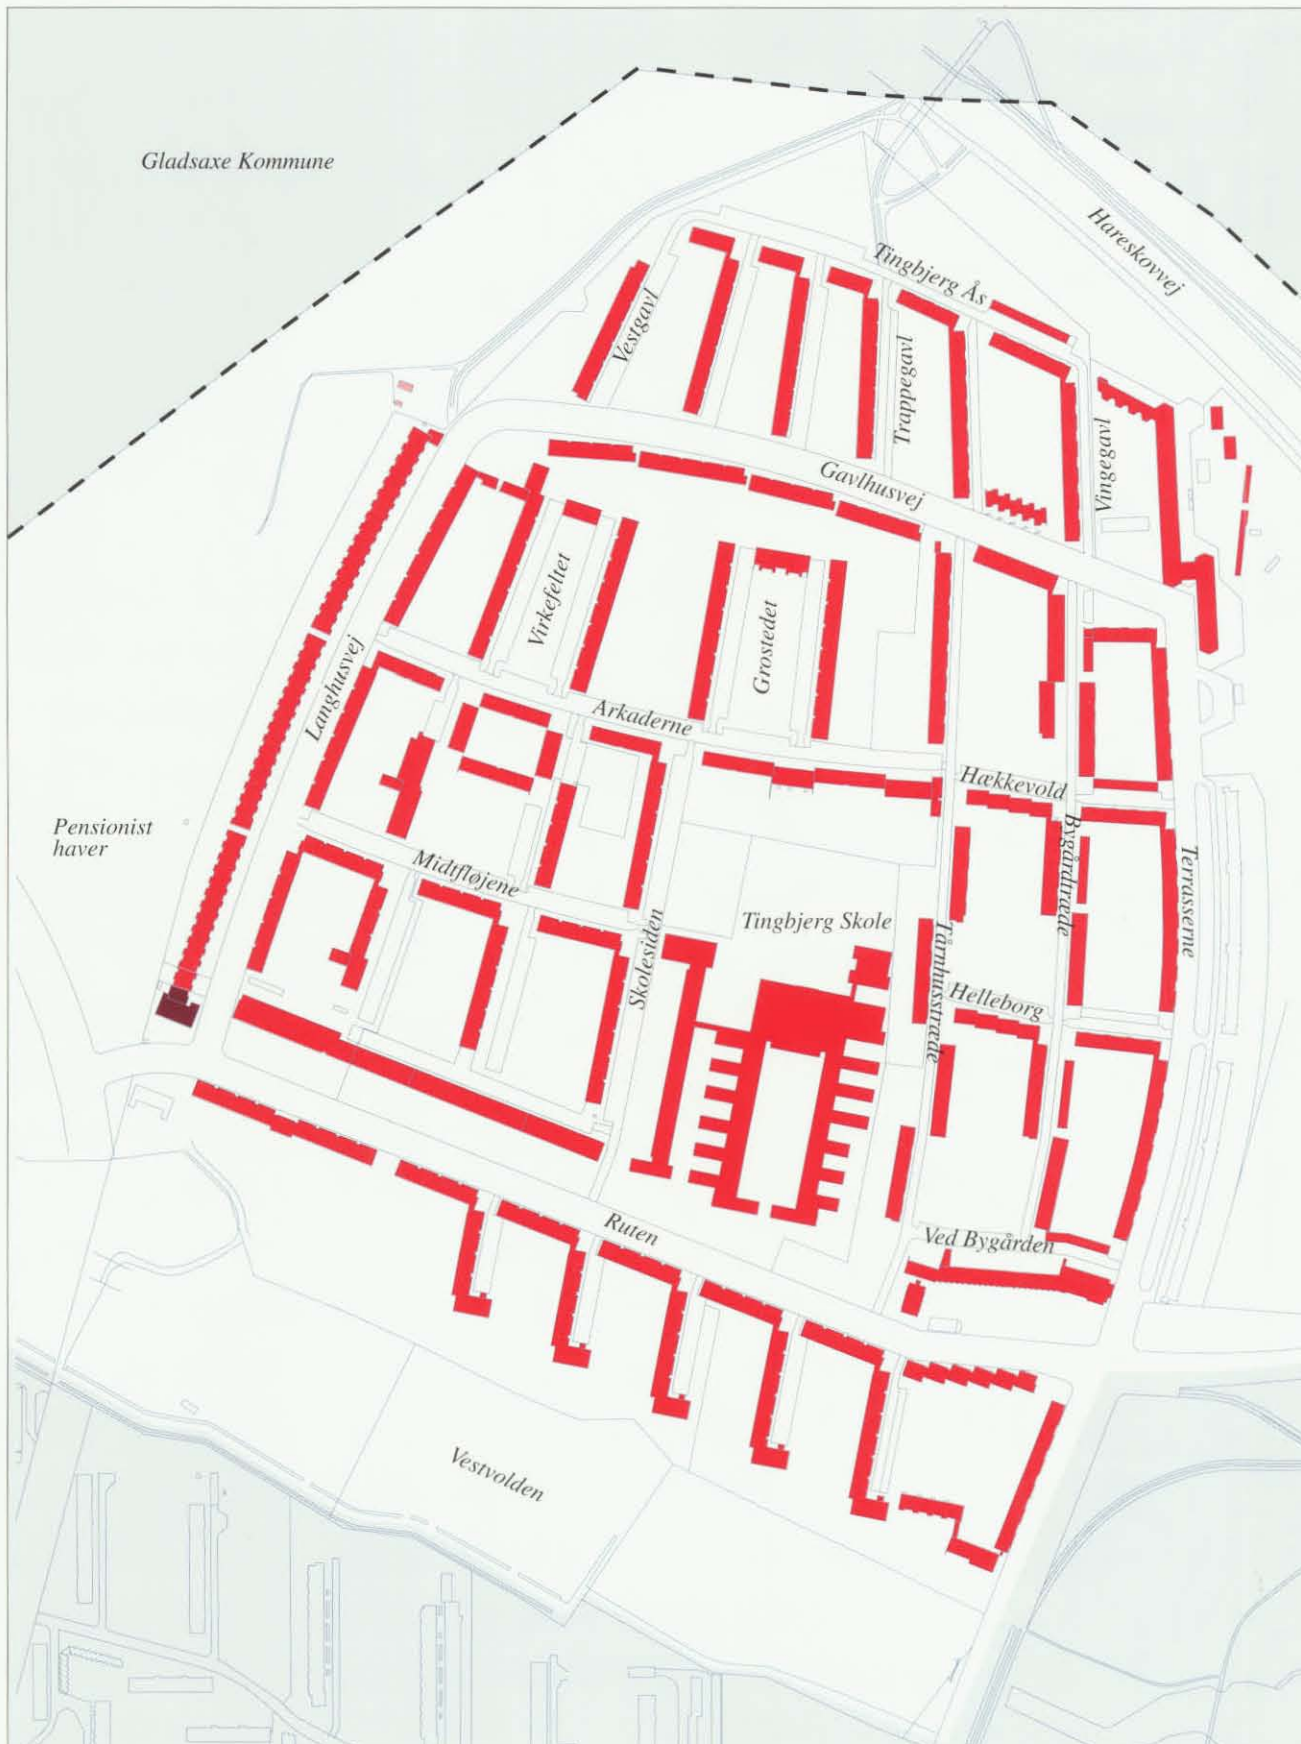 Gladsaxe Kommune
Hareskovvej
Tingbjerg Ås
Vestgavl
Trappegavl
Vingegavl
Gavlhusvej
Virkefeltet
Grostedet
Langhusvej
Arkaderne
Hækkevold
Pensionist
haver
Midtfløjene
Bygårdtræde
Terrasserne
Tingbjerg Skole
Skolesiden
Tårnhusstræde
Helleborg
Ruten
Ved Bygården
Vestvolden